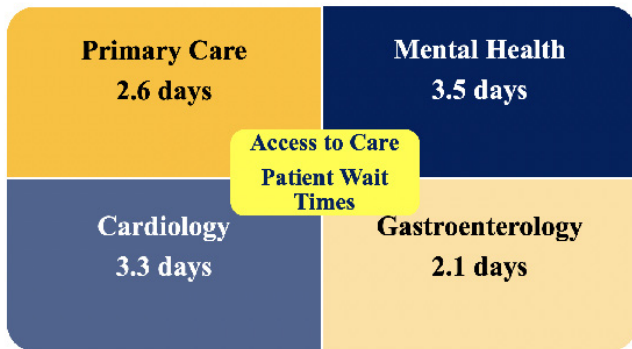 Primary Care
2.6 days
Mental Health
3.5 days
Access to Care
Patient Wait
Times
Cardiology
3.3 days
Gastroenterology
2.1 days